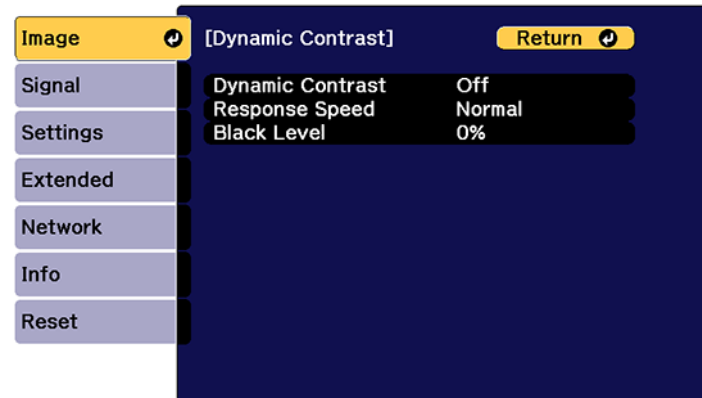 Image
[Dynamic Contrast] Return
Signal
Dynamic Contrast Off
Response Speed Normal
Settings
Black Level 0%
Extended
Network
Info
Reset